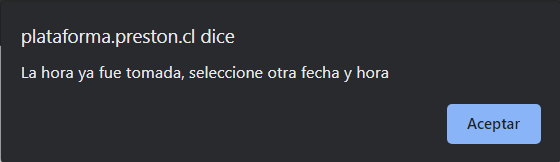 plataforma.preston.cl dice
La hora ya fue tomada, seleccione otra fecha y hora
Aceptar